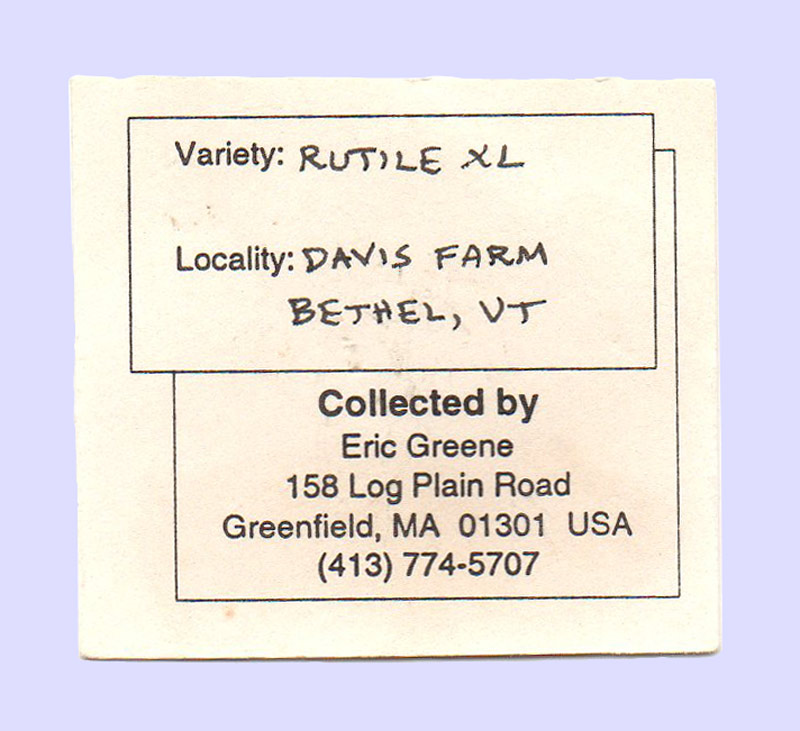 Variety: RUTILE XL
Locality: DAVIS FARM
BETHEL, VT
Collected by
Eric Greene
158 Log Plain Road
Greenfield, MA 01301 USA
(413) 774-5707